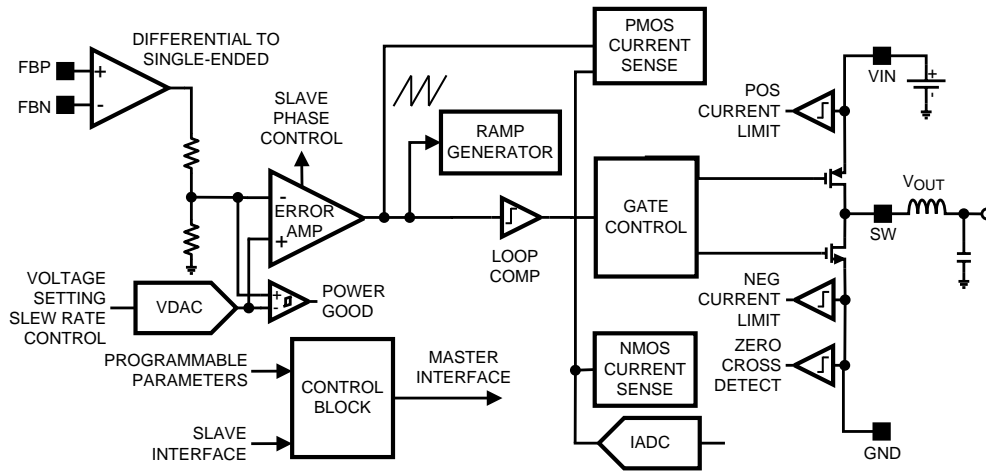 DIFFERENTIAL TO
SINGLE-ENDED
FBP
FBN
+
-
SLAVE
PHASE
CONTROL
RAMP
GENERATOR
PMOS
CURRENT
SENSE
VIN
+
-
POS
CURRENT
LIMIT
-
ERROR
AMP
+
LOOP
COMP
GATE
CONTROL
VOUT
SW
VOLTAGE
SETTING
SLEW RATE
CONTROL
VDAC
+
-
POWER
GOOD
NEG
CURRENT
LIMIT
ZERO
CROSS
DETECT
PROGRAMMABLE
PARAMETERS
SLAVE
INTERFACE
CONTROL
BLOCK
MASTER
INTERFACE
NMOS
CURRENT
SENSE
IADC
GND